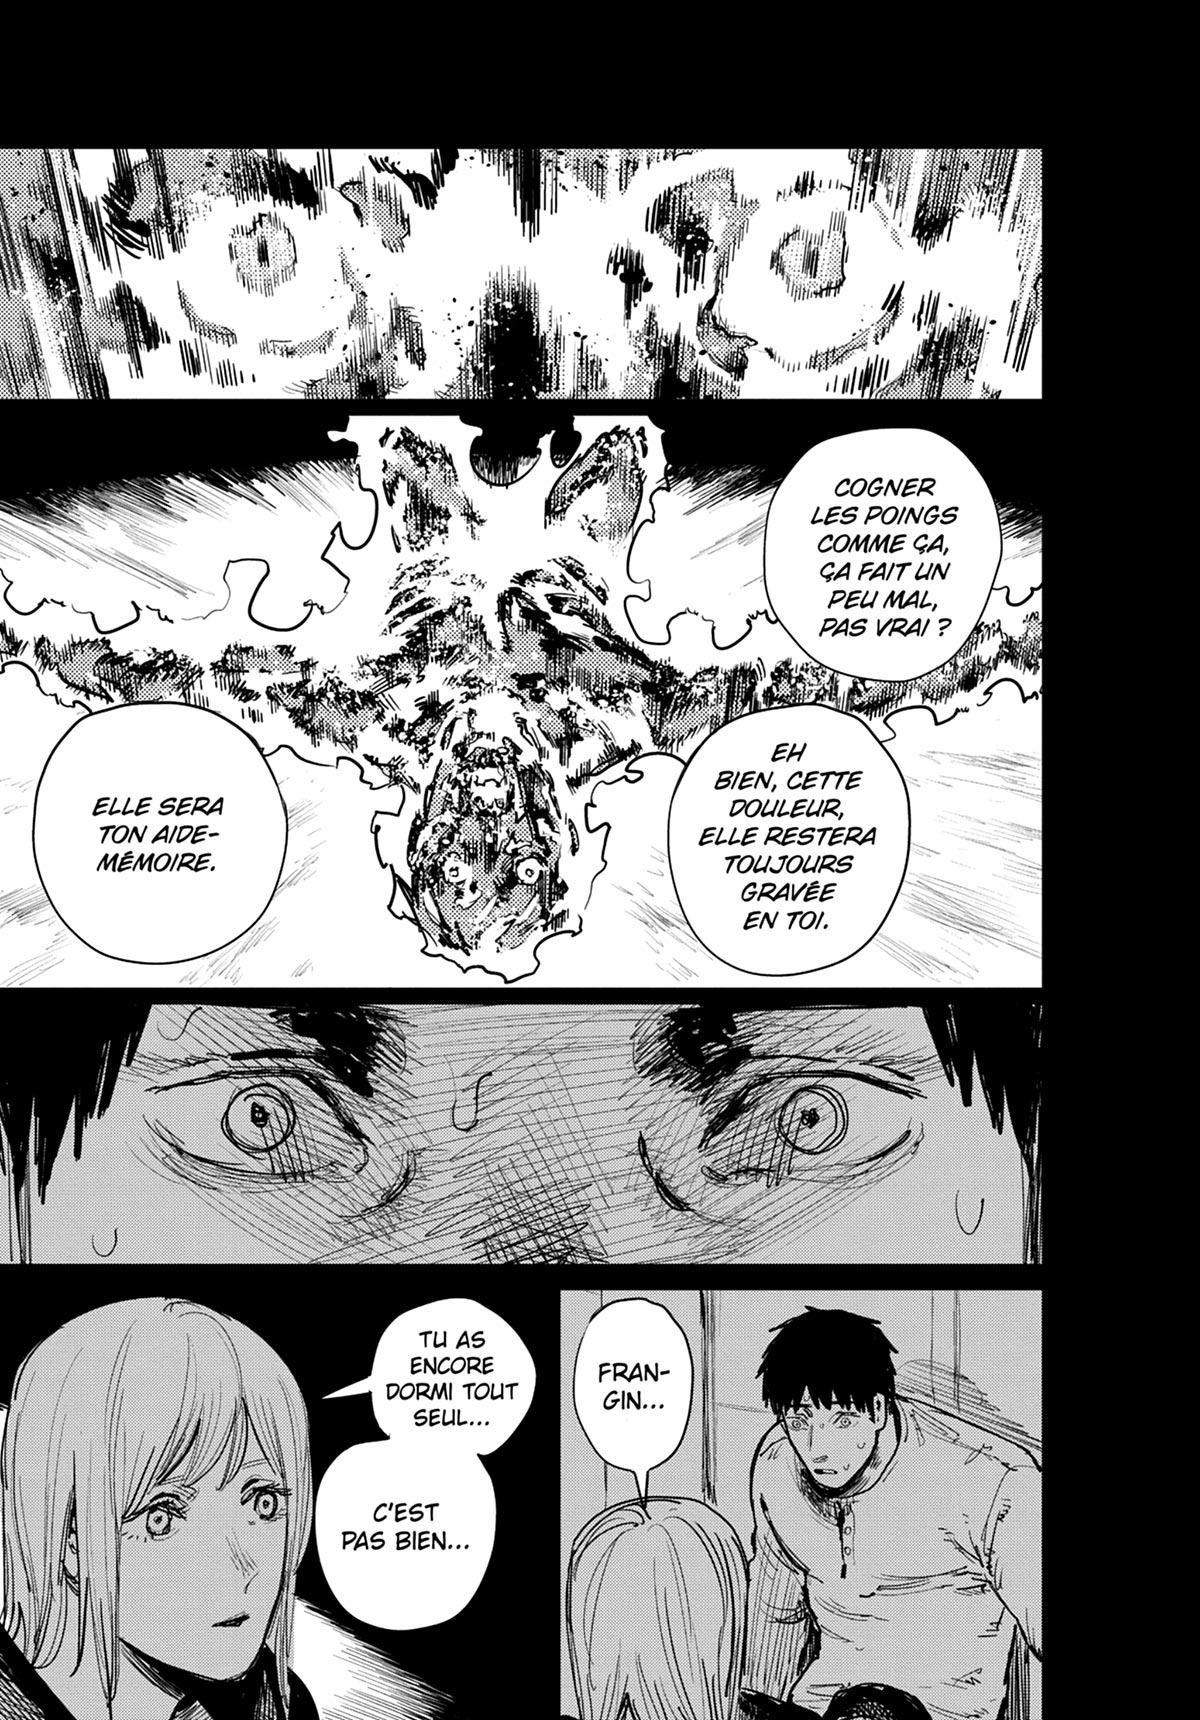 COGNER
LES POINGS
COMME ÇA,
ÇA FAIT UN
PEU MAL,
PAS VRAI ?
EH
BIEN, CETTE
DOULEUR,
ELLE RESTERA
TOUJOURS
GRAVÉE
EN TOI.
ELLE SERA
TON AIDE-
MÉMOIRE.
FRAN-
GIN...
TU AS
ENCORE
DORMI TOUT
SEUL...
C'EST
PAS BIEN...